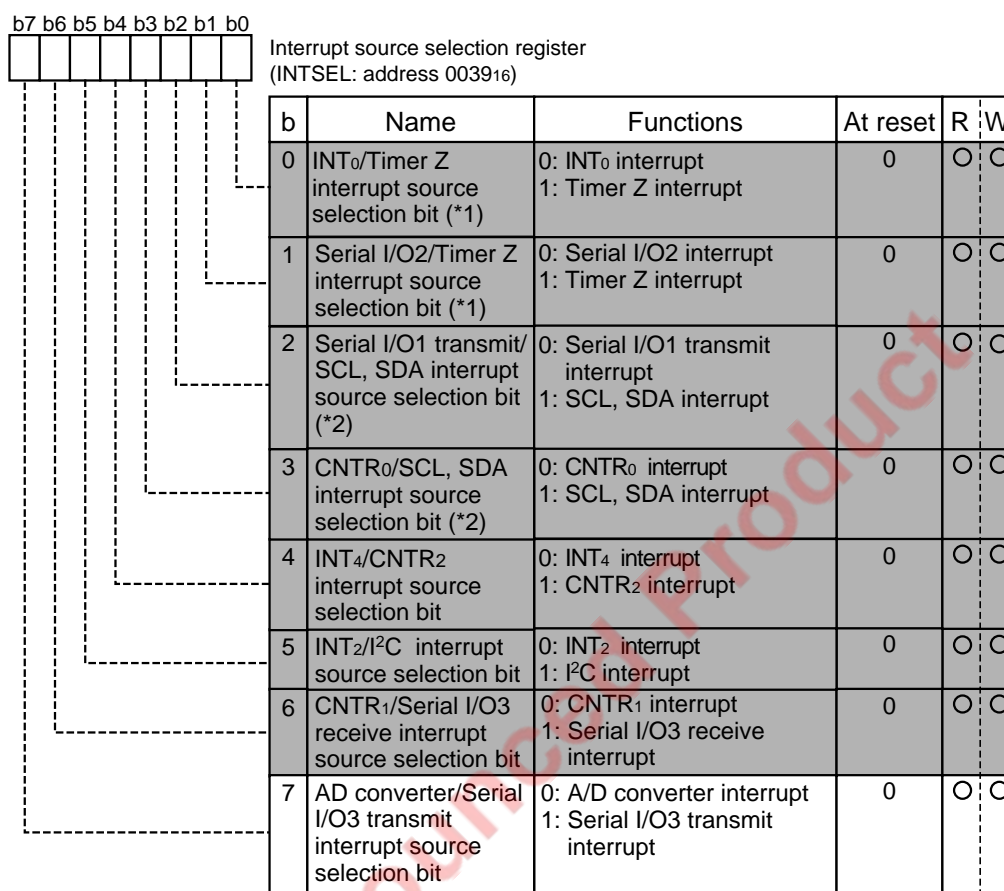 b7 b6 b5 b4 b3 b2 b1 b0
Interrupt source selection register
(INTSEL: address 0039₁₆)
b Name Functions At reset R W
0 INT₀/Timer Z interrupt source selection bit (*1) 0: INT₀ interrupt 1: Timer Z interrupt 0 ○ ○
1 Serial I/O2/Timer Z interrupt source selection bit (*1) 0: Serial I/O2 interrupt 1: Timer Z interrupt 0 ○ ○
2 Serial I/O1 transmit/ SCL, SDA interrupt source selection bit (*2) 0: Serial I/O1 transmit interrupt 1: SCL, SDA interrupt 0 ○ ○
3 CNTR₀/SCL, SDA interrupt source selection bit (*2) 0: CNTR₀ interrupt 1: SCL, SDA interrupt 0 ○ ○
4 INT₄/CNTR₂ interrupt source selection bit 0: INT₄ interrupt 1: CNTR₂ interrupt 0 ○ ○
5 INT₂/I²C interrupt source selection bit 0: INT₂ interrupt 1: I²C interrupt 0 ○ ○
6 CNTR₁/Serial I/O3 receive interrupt source selection bit 0: CNTR₁ interrupt 1: Serial I/O3 receive interrupt 0 ○ ○
7 AD converter/Serial I/O3 transmit interrupt source selection bit 0: A/D converter interrupt 1: Serial I/O3 transmit interrupt 0 ○ ○
ounced Product